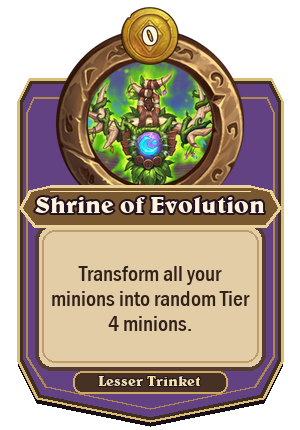 0
Shrine of Evolution
Transform all your
minions into random Tier
4 minions.
Lesser Trinket